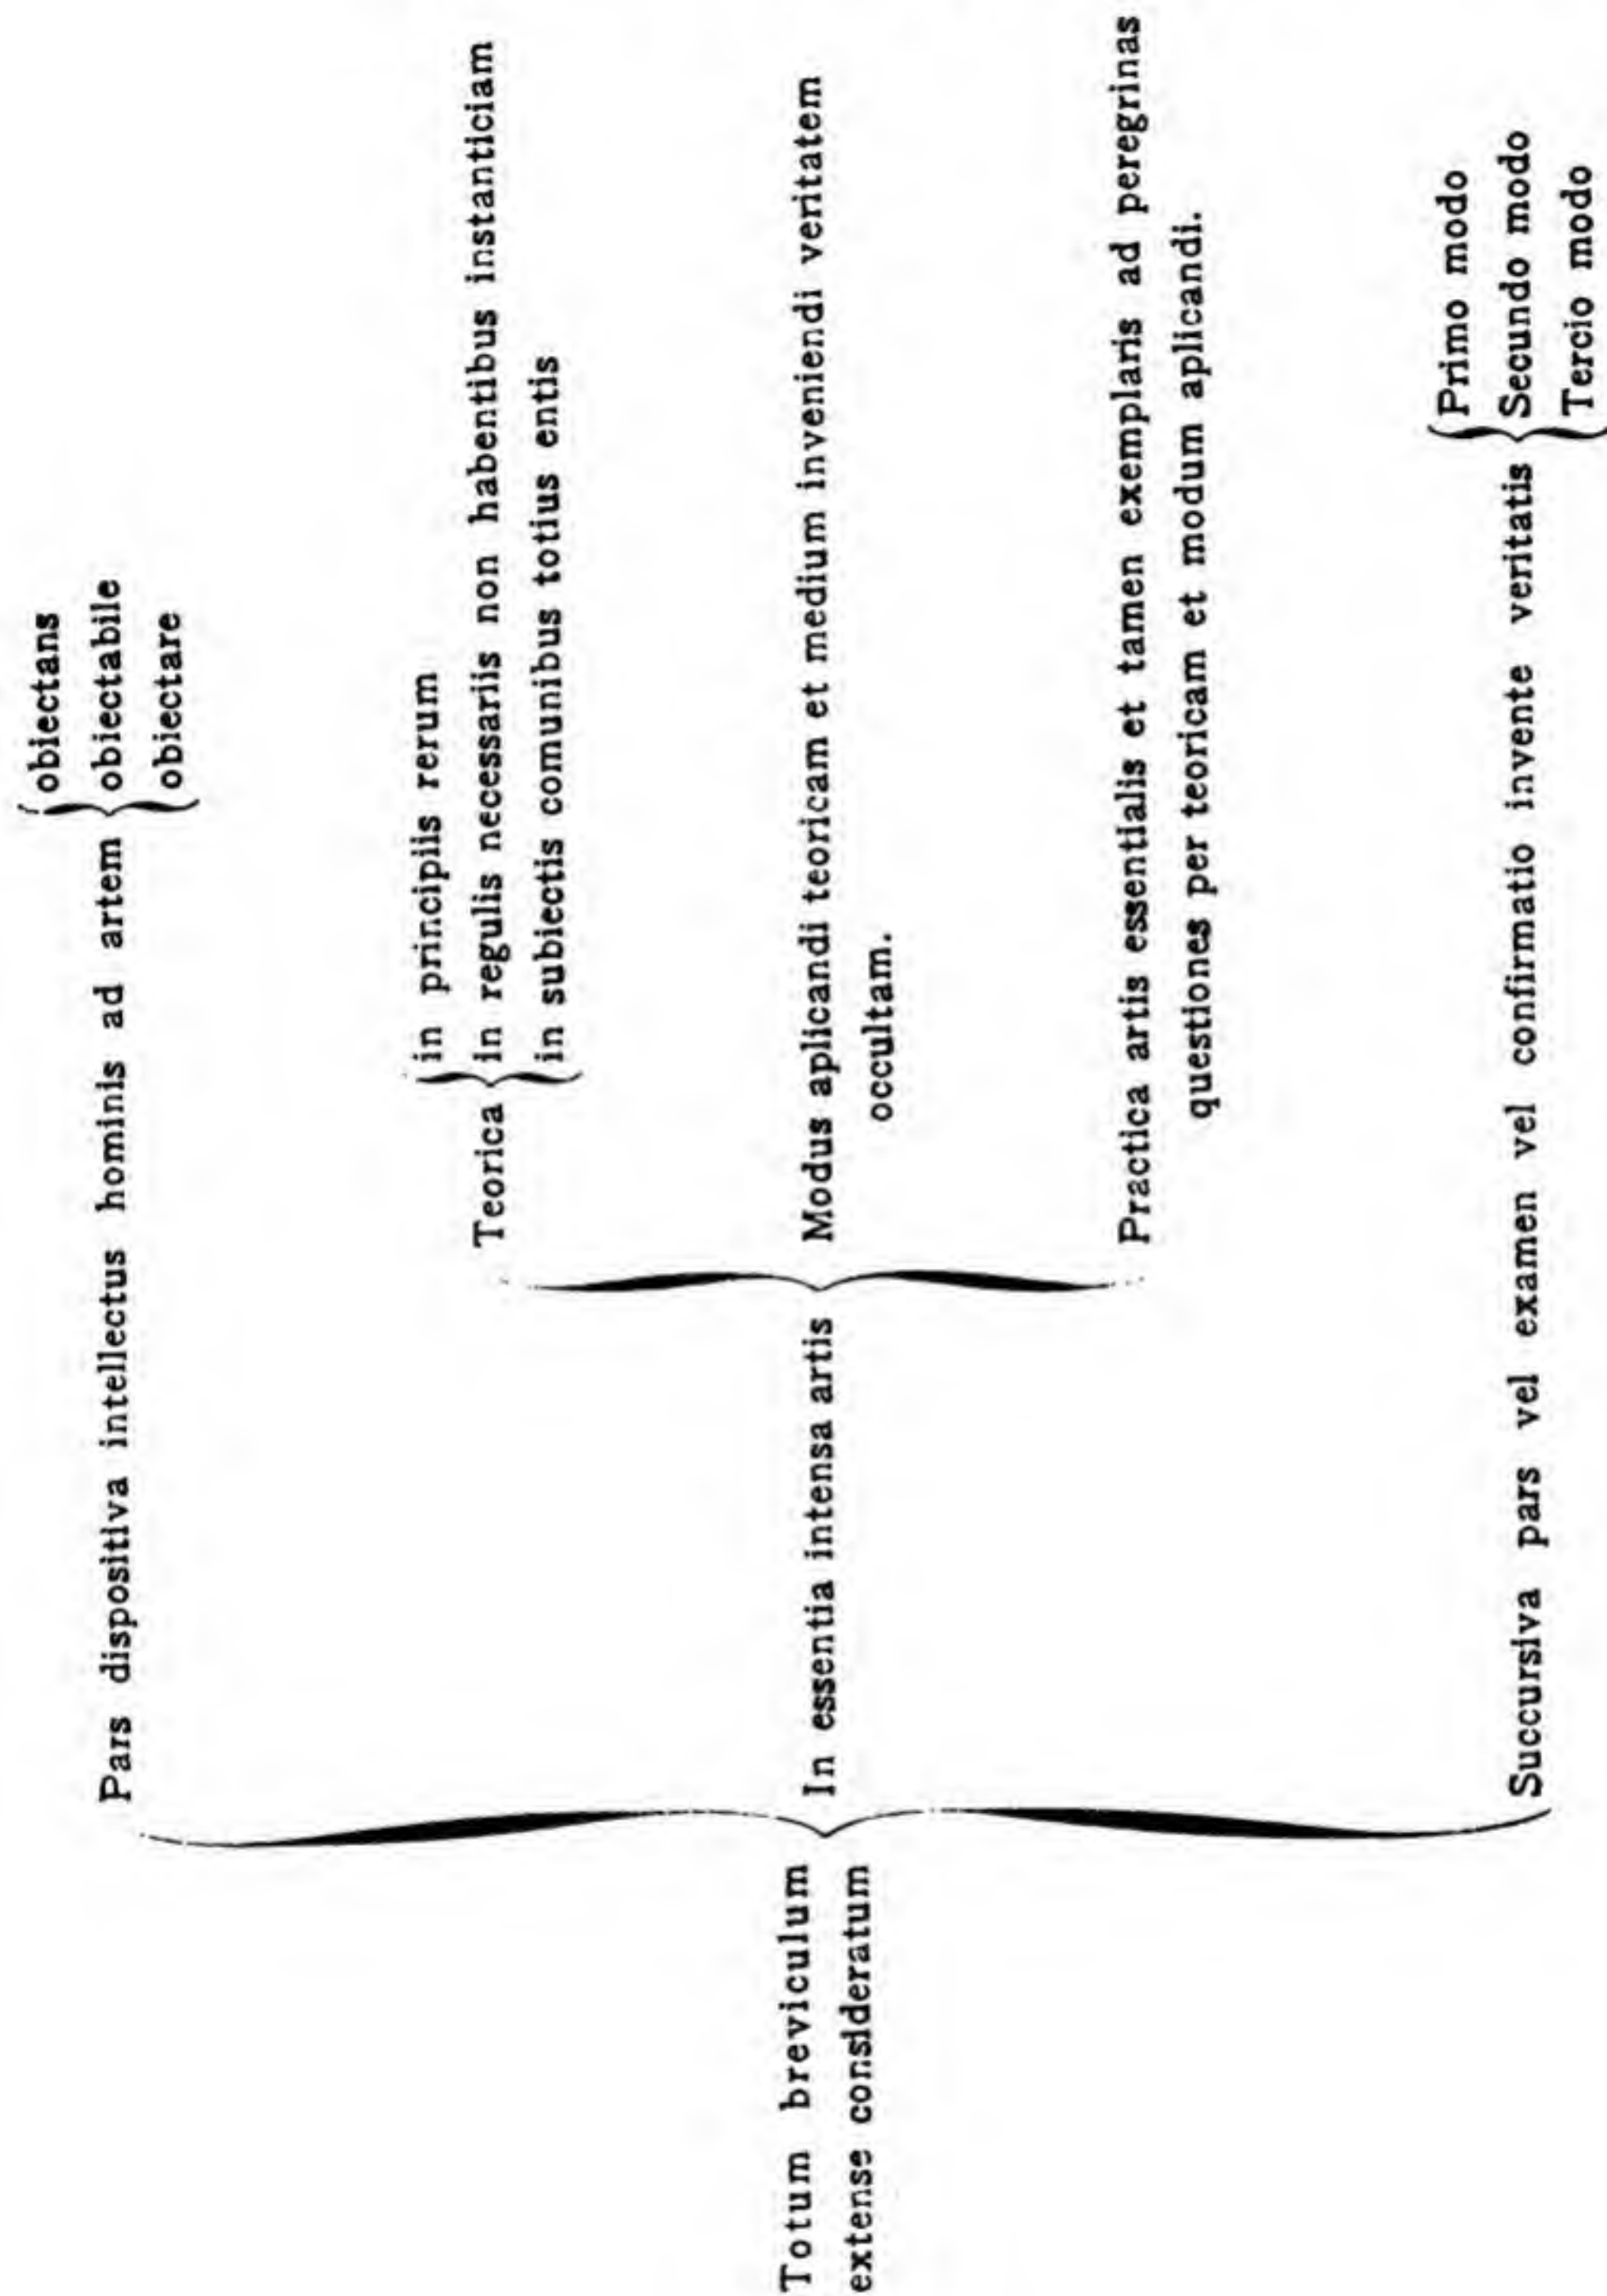 Totum breviculum
extense consideratum
Pars dispositiva intellectus hominis ad artem
obiectans
obiectabile
obiectare
In essentia intensa artis
Teorica
in principiis rerum
in regulis necessariis non habentibus instanticiam
in subiectis comunibus totius entis
Modus aplicandi teoricam et medium inveniendi veritatem
occultam.
Practica artis essentialis et tamen exemplaris ad peregrinas
questiones per teoricam et modum aplicandi.
Succursiva pars vel examen vel confirmatio invente veritatis
Primo modo
Secundo modo
Tercio modo